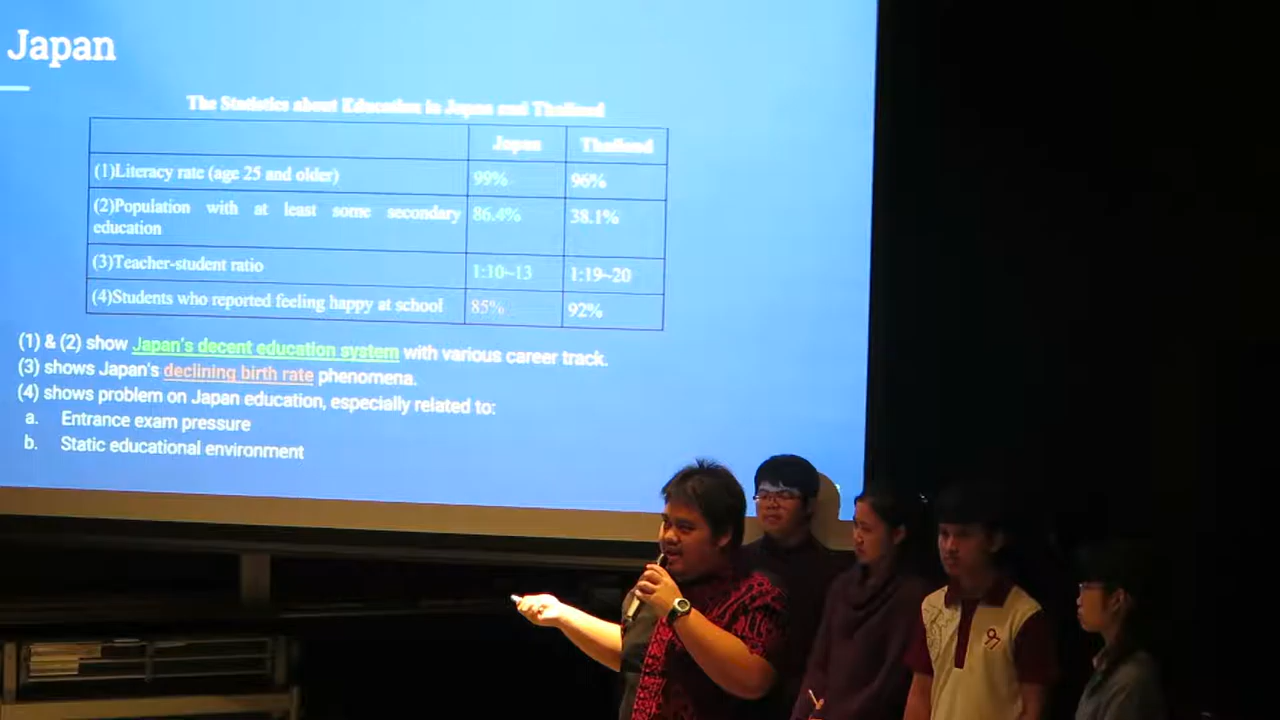 Japan
The Statistics about Education in Japan and Thailand
Japan Thailand
(1)Literacy rate (age 25 and older) 99% 96%
(2)Population with at least some secondary 86.4% 38.1%
education
(3)Teacher-student ratio 1:10~13 1:19~20
(4)Students who reported feeling happy at school 85% 92%
(1) & (2) show Japan's decent education system with various career track.
(3) shows Japan's declining birth rate phenomena.
(4) shows problem on Japan education, especially related to:
a. Entrance exam pressure
b. Static educational environment